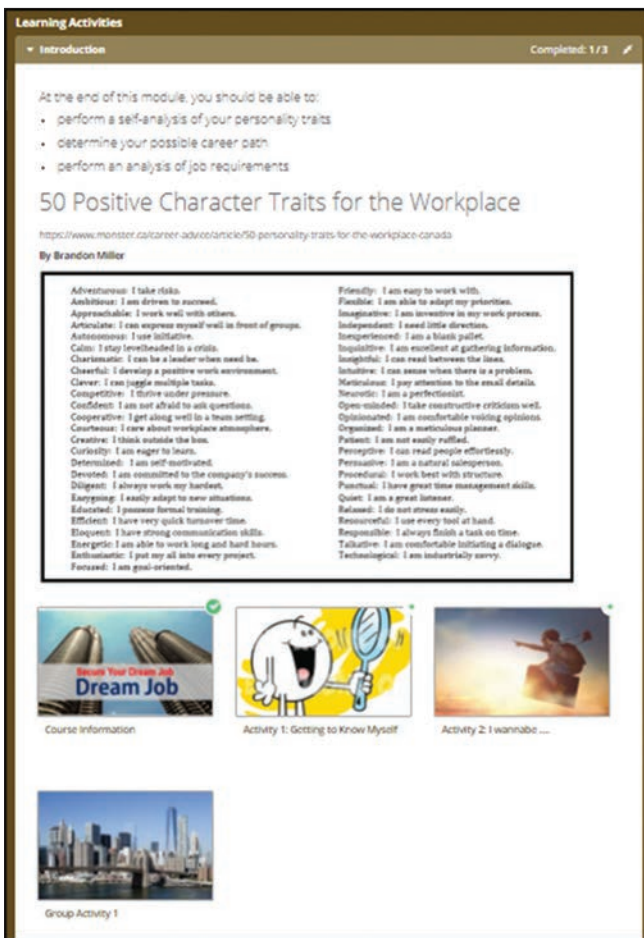 Learning Activities
Introduction
Completed: 1/3
At the end of this module, you should be able to:
• perform a self-analysis of your personality traits
• determine your possible career path
• perform an analysis of job requirements
50 Positive Character Traits for the Workplace
https://www.monster.ca/career-advice/article/50-personality-traits-for-the-workplace-canada
By Brandon Miller
Adventurous: I take risks.
Ambitious: I am driven to succeed.
Approachable: I work well with others.
Articulate: I can express myself well in front of groups.
Autonomous: I use initiative.
Calm: I stay levelheaded in a crisis.
Charismatic: I can be a leader when need be.
Cheerful: I develop a positive work environment.
Clever: I can juggle multiple tasks.
Competitive: I thrive under pressure.
Confident: I am not afraid to ask questions.
Cooperative: I get along well in a team setting.
Courteous: I care about workplace atmosphere.
Creative: I think outside the box.
Curiosity: I am eager to learn.
Determined: I am self-motivated.
Devoted: I am committed to the company's success.
Diligent: I always work my hardest.
Easygoing: I easily adapt to new situations.
Educated: I possess formal training.
Efficient: I have very quick turnover time.
Eloquent: I have strong communication skills.
Energetic: I am able to work long and hard hours.
Enthusiastic: I put my all into every project.
Focused: I am goal-oriented.
Friendly: I am easy to work with.
Flexible: I am able to adapt my priorities.
Imaginative: I am inventive in my work process.
Independent: I need little direction.
Inexperienced: I am a blank pallet.
Inquisitive: I am excellent at gathering information.
Insightful: I can read between the lines.
Intuitive: I can sense when there is a problem.
Meticulous: I pay attention to the small details.
Neurotic: I am a perfectionist.
Open-minded: I take constructive criticism well.
Opinionated: I am comfortable voicing opinions.
Organized: I am a meticulous planner.
Patient: I am not easily ruffled.
Perceptive: I can read people effortlessly.
Persuasive: I am a natural salesperson.
Procedural: I work best with structure.
Punctual: I have great time management skills.
Quiet: I am a great listener.
Relaxed: I do not stress easily.
Resourceful: I use every tool at hand.
Responsible: I always finish a task on time.
Talkative: I am comfortable initiating a dialogue.
Technological: I am industrially savvy.
Secure Your Dream Job
Dream Job
Course Information
Activity 1: Getting to Know Myself
Activity 2: I wannabe ....
Group Activity 1